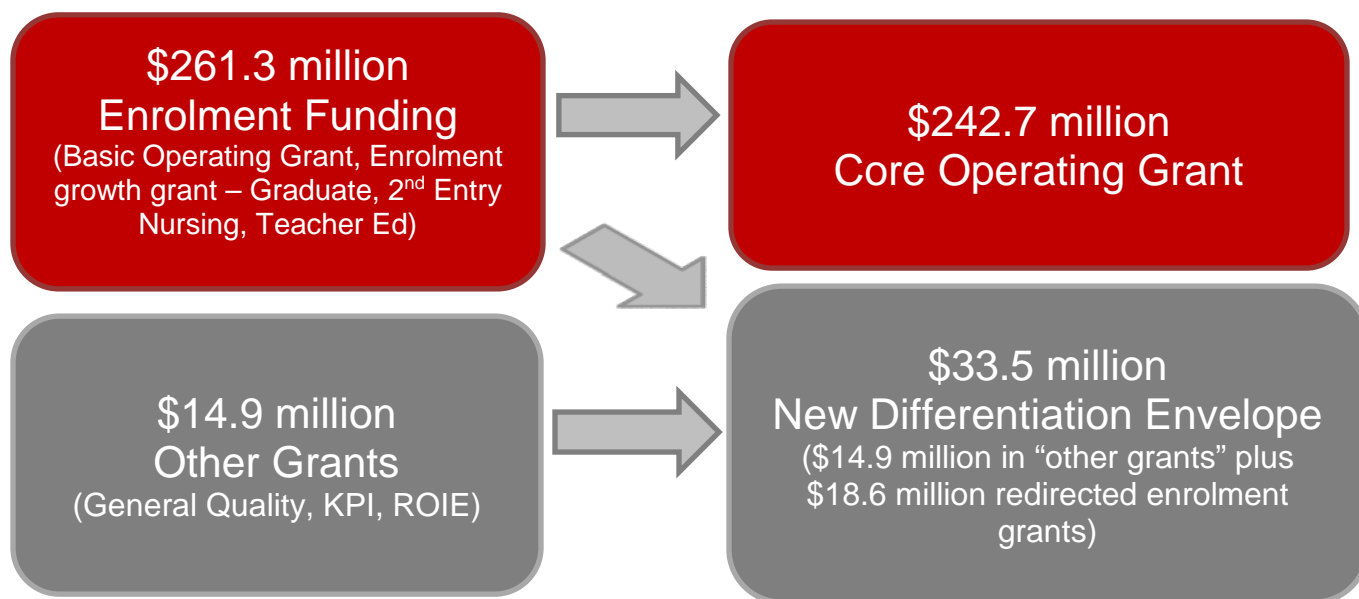 $261.3 million
Enrolment Funding
(Basic Operating Grant, Enrolment
growth grant – Graduate, 2nd Entry
Nursing, Teacher Ed)
$242.7 million
Core Operating Grant
$14.9 million
Other Grants
(General Quality, KPI, ROIE)
$33.5 million
New Differentiation Envelope
($14.9 million in “other grants” plus
$18.6 million redirected enrolment
grants)